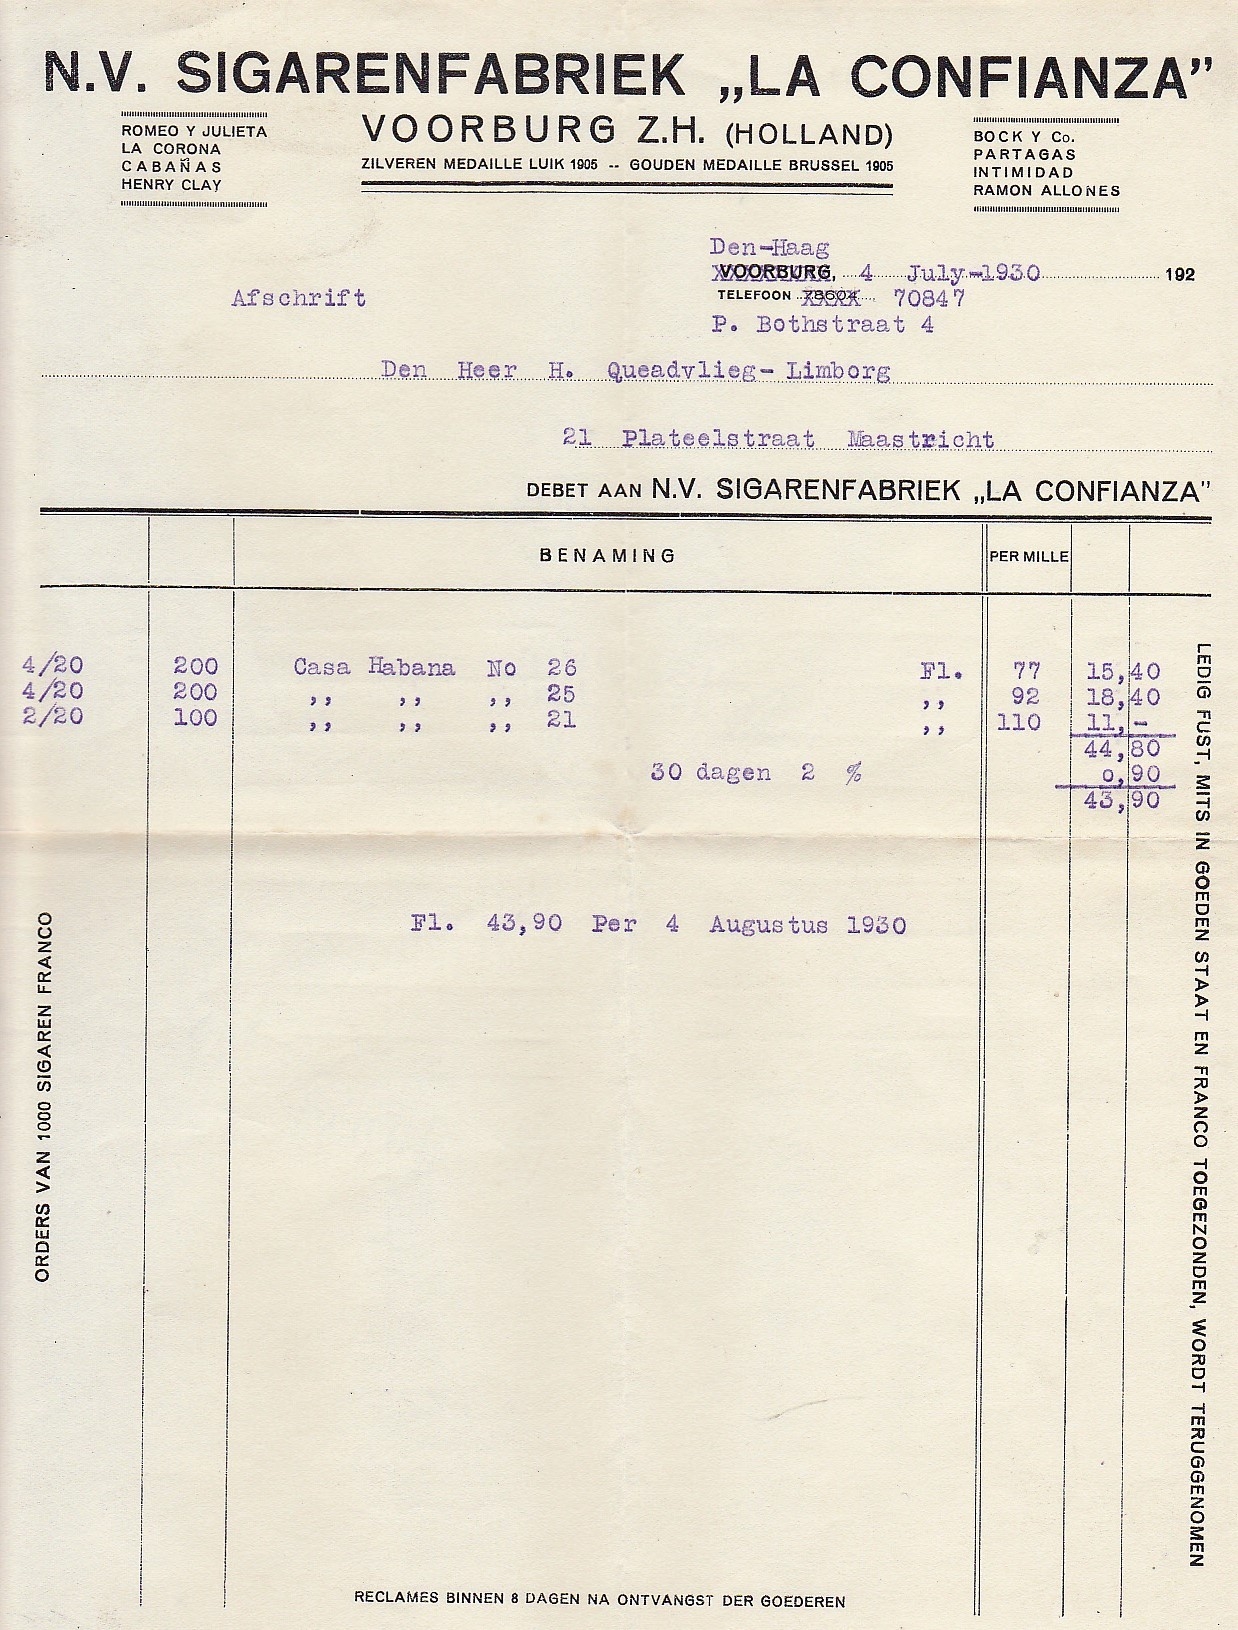 N.V. SIGARENFABRIEK „LA CONFIANZA”
VOORBURG Z.H. (HOLLAND)
ZILVEREN MEDAILLE LUIK 1905 -- GOUDEN MEDAILLE BRUSSEL 1905
ROMEO Y JULIETA
LA CORONA
CABAÑAS
HENRY CLAY
BOCK Y Co.
PARTAGAS
INTIMIDAD
RAMON ALLONES
Den-Haag
VOORBURG, 4 July-1930 192
Afschrift
TELEFOON 70847
P. Bothstraat 4
Den Heer H. Queadvlieg- Limborg
21 Plateelstraat Maastricht
DEBET AAN N.V. SIGARENFABRIEK „LA CONFIANZA”
BENAMING PER MILLE
4/20 200 Casa Habana No 26 Fl. 77 15,40
4/20 200 ,, ,, ,, 25 ,, 92 18,40
2/20 100 ,, ,, ,, 21 ,, 110 11,-
44,80
30 dagen 2 % 0,90
43,90
Fl. 43,90 Per 4 Augustus 1930
ORDERS VAN 1000 SIGAREN FRANCO
LEDIG FUST, MITS IN GOEDEN STAAT EN FRANCO TOEGEZONDEN, WORDT TERUGGENOMEN
RECLAMES BINNEN 8 DAGEN NA ONTVANGST DER GOEDEREN